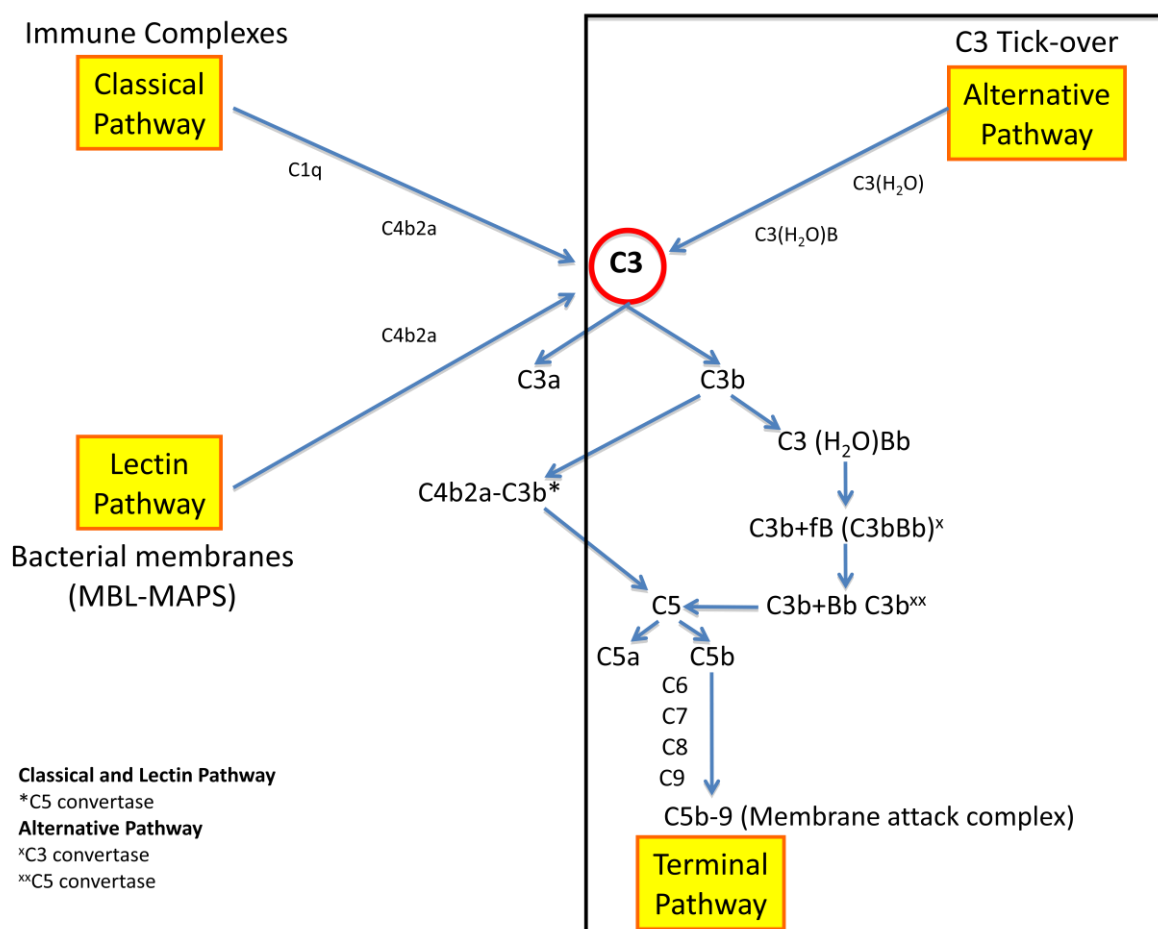 Immune Complexes
Classical
Pathway
C1q
C4b2a
C3 Tick-over
Alternative
Pathway
C3(H₂O)
C3(H₂O)B
C3
C4b2a
C3a
C3b
Lectin
Pathway
Bacterial membranes
(MBL-MAPS)
C3 (H₂O)Bb
C4b2a-C3b*
C3b+fB (C3bBb)ˣ
C5
C3b+Bb C3bˣˣ
C5a
C5b
C6
C7
C8
C9
C5b-9 (Membrane attack complex)
Terminal
Pathway
Classical and Lectin Pathway
*C5 convertase
Alternative Pathway
ˣC3 convertase
ˣˣC5 convertase